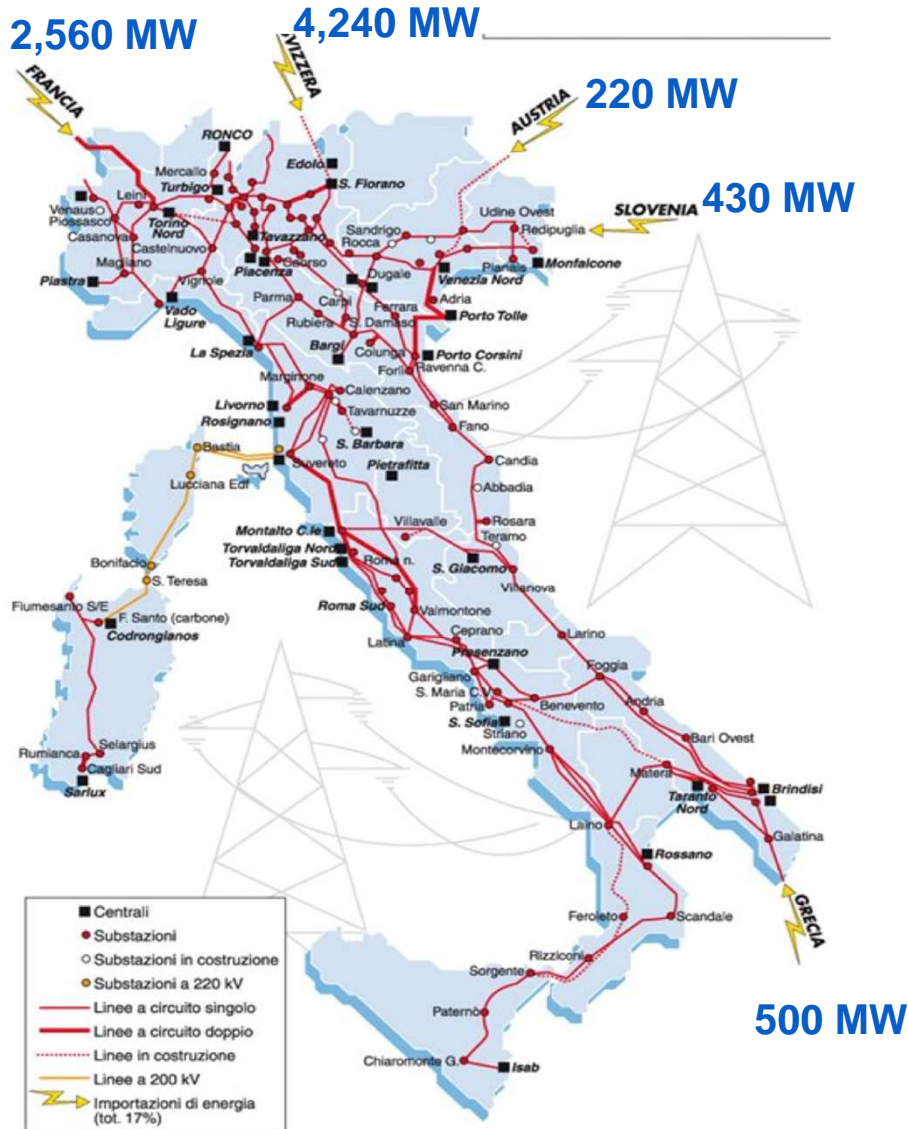 2,560 MW
4,240 MW
FRANCIA
VIZZERA
220 MW
AUSTRIA
430 MW
SLOVENIA
RONCO
Mercallo
Turbigo
Edolo
S. Fiorano
Leini
Venaus
Piossasco
Torino
Nord
Casanova
Castelnuovo
Tavazzano
Caorso
Piacenza
Magliano
Piastra
Vignole
Vado
Ligure
Sandrigo
Rocca
Udine Ovest
Redipuglia
Planais
Monfalcone
Venezia Nord
Dugale
Adria
Porto Tolle
Parma
Carpi
Ferrara
Rubiera
S. Damaso
Bargi
Colunga
Porto Corsini
Ravenna C.
Forlì
La Spezia
Marginone
Calenzano
Livorno
Tavarnuzze
Rosignano
San Marino
Fano
S. Barbara
Bastia
Suvereto
Pietrafitta
Candia
Lucciana Edf
Abbadia
Villavalle
Rosara
Teramo
Montalto C.le
Torvaldaliga Nord
Torvaldaliga Sud
Roma n.
S. Giacomo
Villanova
Bonifacio
S. Teresa
Fiumesanto S/E
F. Santo (carbone)
Codrongianos
Roma Sud
Valmontone
Latina
Ceprano
Presenzano
Larino
Garigliano
S. Maria C.V.
Patria
Foggia
Benevento
Andria
S. Sofia
Striano
Bari Ovest
Montecorvino
Rumianca
Selargius
Cagliari Sud
Sarlux
Matera
Taranto
Nord
Brindisi
Galatina
Laino
Rossano
GRECIA
Feroleto
Scandale
Rizziconi
Sorgente
Paternò
Chiaromonte G.
Isab
500 MW
Centrali
Substazioni
Substazioni in costruzione
Substazioni a 220 kV
Linee a circuito singolo
Linee a circuito doppio
Linee in costruzione
Linee a 200 kV
Importazioni di energia
(tot. 17%)